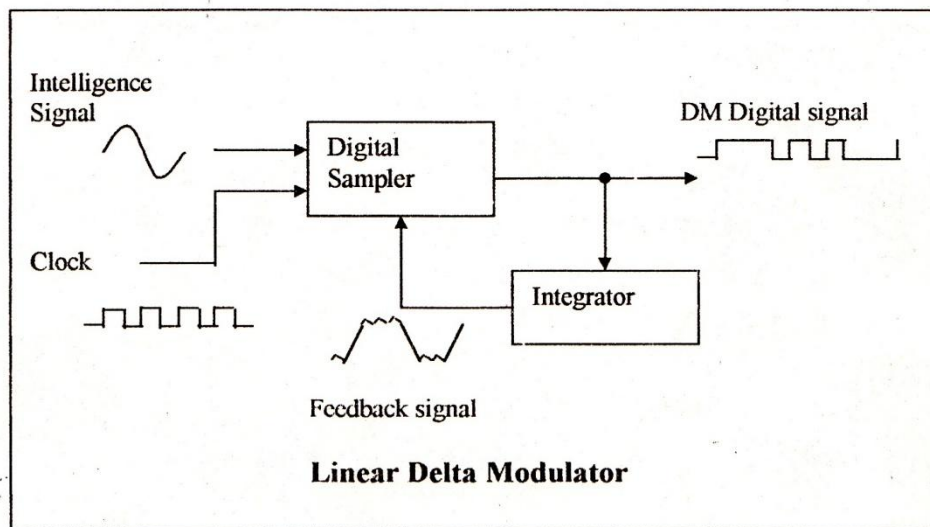 Intelligence
Signal
DM Digital signal
Digital
Sampler
Clock
Integrator
Feedback signal
Linear Delta Modulator